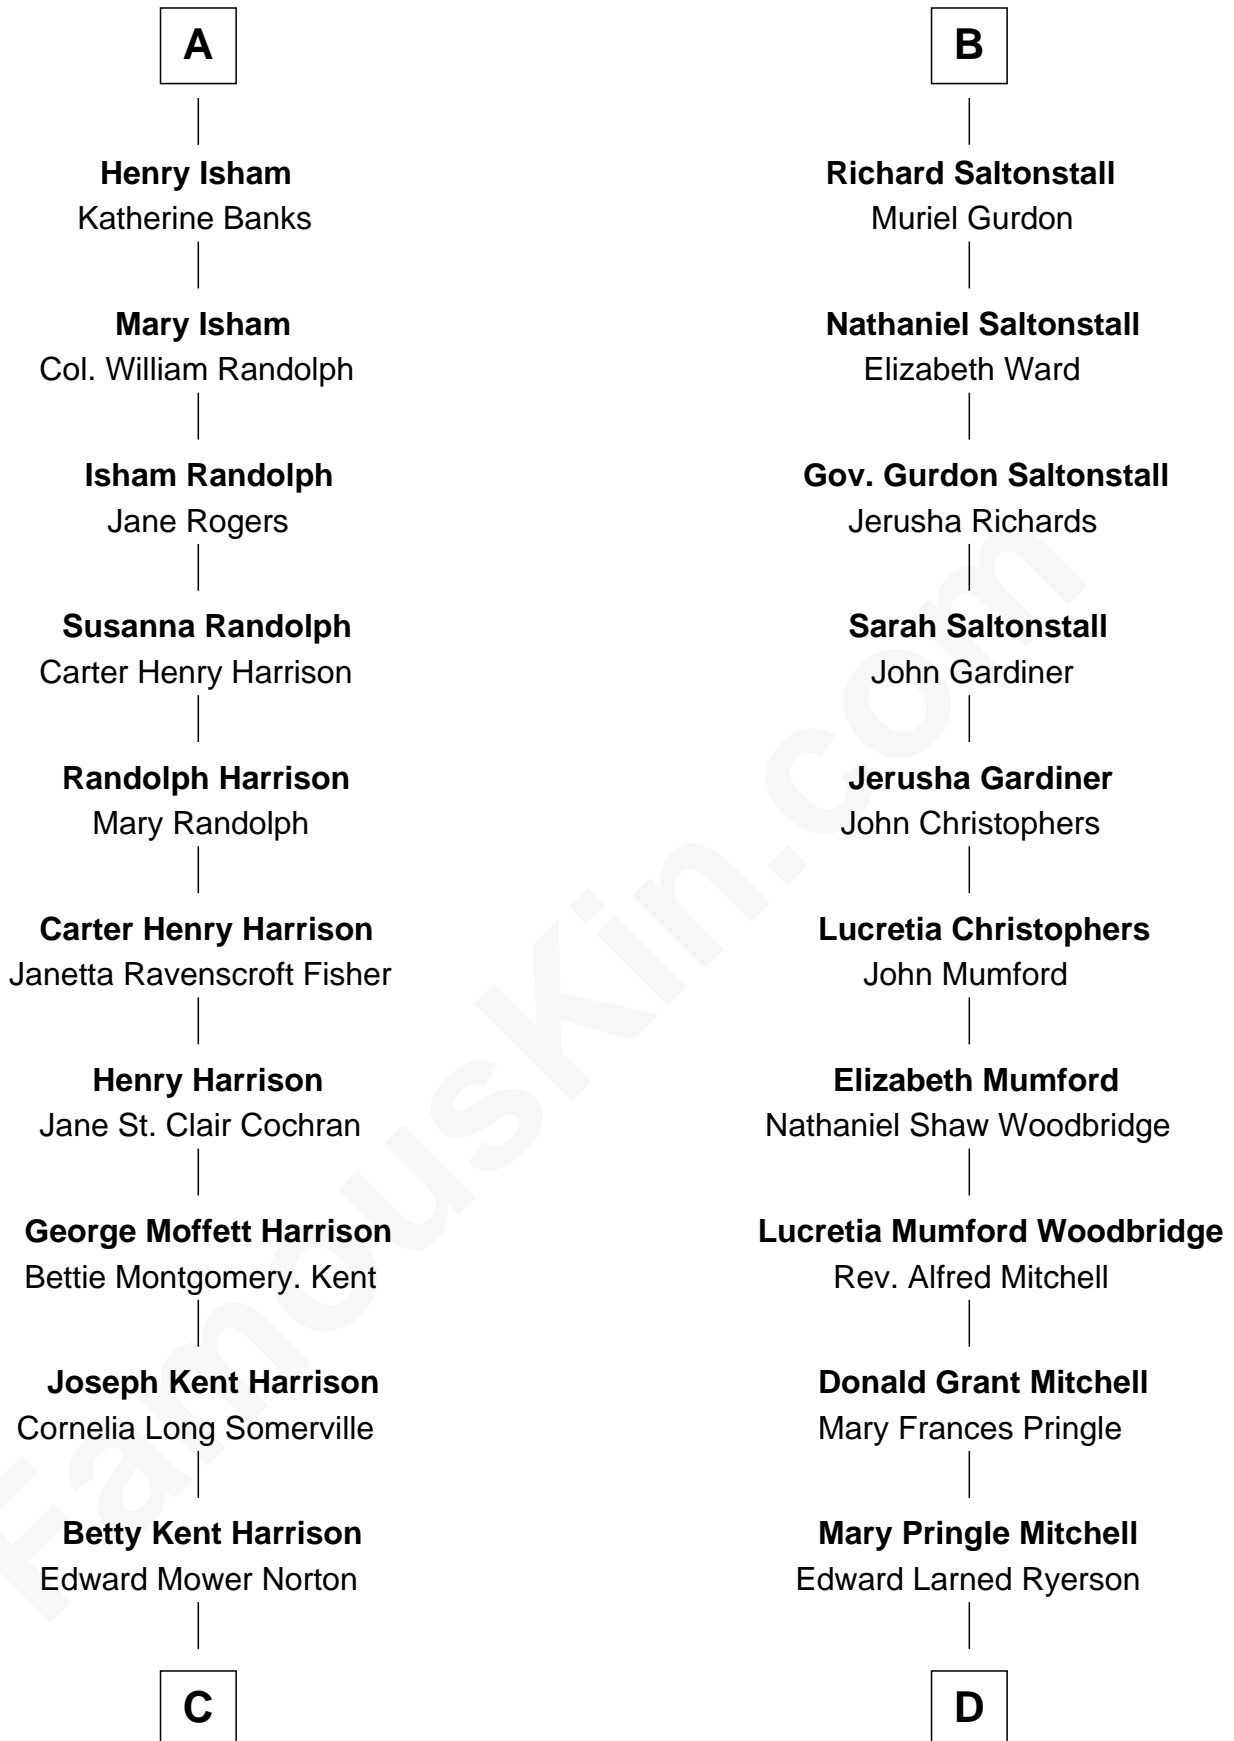 A
Henry Isham
Katherine Banks
Mary Isham
Col. William Randolph
Isham Randolph
Jane Rogers
Susanna Randolph
Carter Henry Harrison
Randolph Harrison
Mary Randolph
Carter Henry Harrison
Janetta Ravenscroft Fisher
Henry Harrison
Jane St. Clair Cochran
George Moffett Harrison
Bettie Montgomery. Kent
Joseph Kent Harrison
Cornelia Long Somerville
Betty Kent Harrison
Edward Mower Norton
C
B
Richard Saltonstall
Muriel Gurdon
Nathaniel Saltonstall
Elizabeth Ward
Gov. Gurdon Saltonstall
Jerusha Richards
Sarah Saltonstall
John Gardiner
Jerusha Gardiner
John Christophers
Lucretia Christophers
John Mumford
Elizabeth Mumford
Nathaniel Shaw Woodbridge
Lucretia Mumford Woodbridge
Rev. Alfred Mitchell
Donald Grant Mitchell
Mary Frances Pringle
Mary Pringle Mitchell
Edward Larned Ryerson
D
FamousKin.com